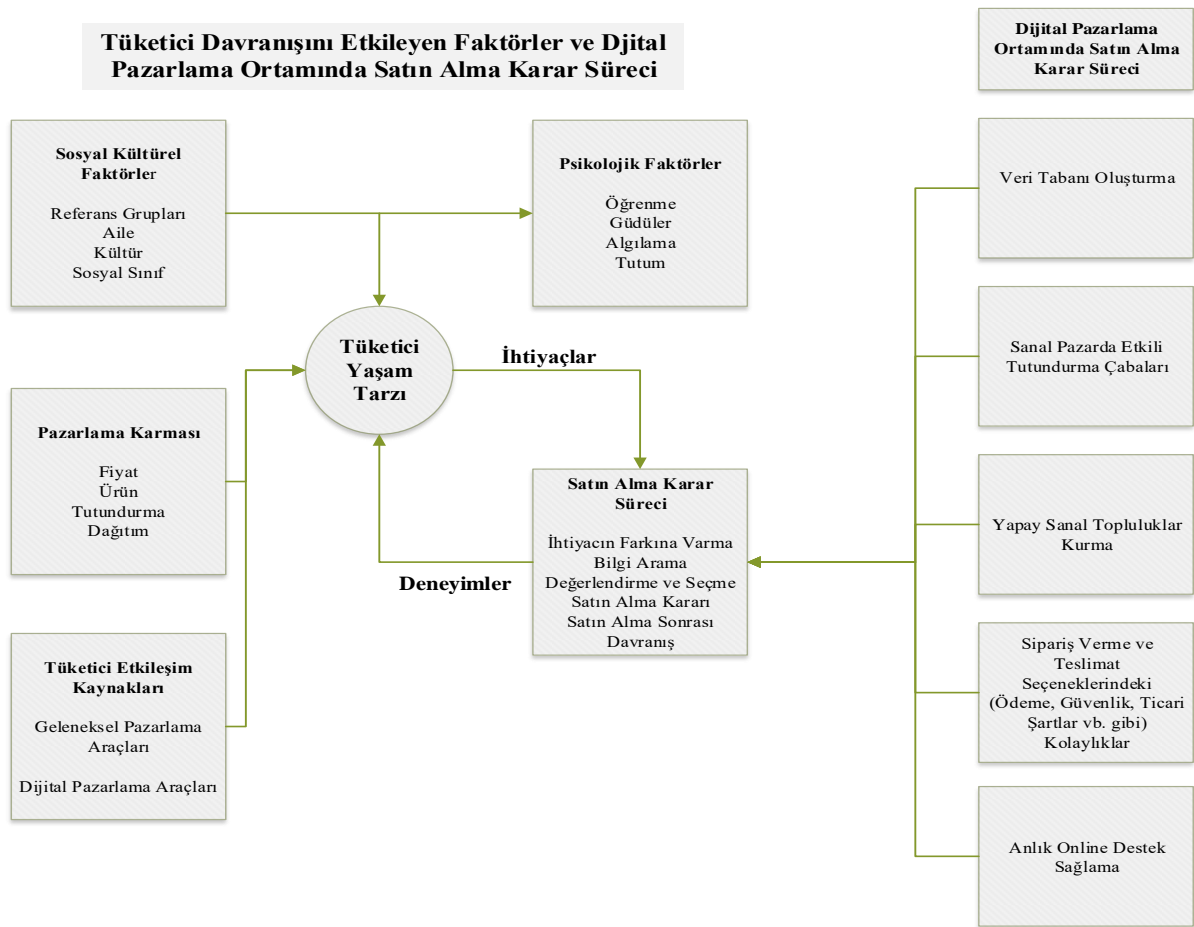 Tüketici Davranışını Etkileyen Faktörler ve Djital
Pazarlama Ortamında Satın Alma Karar Süreci
Dijital Pazarlama
Ortamında Satın Alma
Karar Süreci
Sosyal Kültürel
Faktörler
Referans Grupları
Aile
Kültür
Sosyal Sınıf
Psikolojik Faktörler
Öğrenme
Güdüler
Algılama
Tutum
Tüketici
Yaşam
Tarzı
İhtiyaçlar
Pazarlama Karması
Fiyat
Ürün
Tutundurma
Dağıtım
Satın Alma Karar
Süreci
İhtiyacın Farkına Varma
Bilgi Arama
Değerlendirme ve Seçme
Satın Alma Kararı
Satın Alma Sonrası
Davranış
Deneyimler
Tüketici Etkileşim
Kaynakları
Geleneksel Pazarlama
Araçları
Dijital Pazarlama Araçları
Veri Tabanı Oluşturma
Sanal Pazarda Etkili
Tutundurma Çabaları
Yapay Sanal Topluluklar
Kurma
Sipariş Verme ve
Teslimat
Seçeneklerindeki
(Ödeme, Güvenlik, Ticari
Şartlar vb. gibi)
Kolaylıklar
Anlık Online Destek
Sağlama